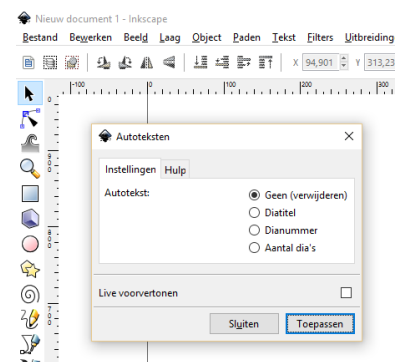 Nieuw document 1 - Inkscape
Bestand Bewerken Beeld Laag Object Paden Tekst Filters Uitbreiding
X 94,901 Y 313,23
-100 0 100 200 300
0
Autoteksten
Instellingen Hulp
Autotekst:
Geen (verwijderen)
Diatitel
Dianummer
Aantal dia's
Live voorvertonen
Sluiten Toepassen